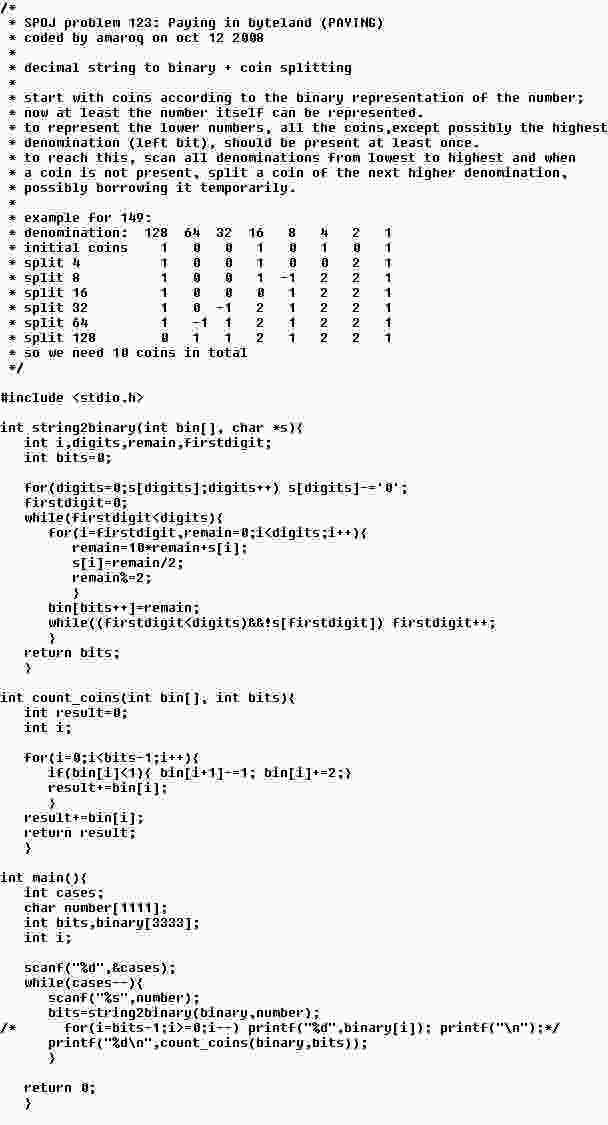 /*
 * SPOJ problem 123: Paying in byteland (PAYING)
 * coded by amaroq on oct 12 2008
 *
 * decimal string to binary + coin splitting
 *
 * start with coins according to the binary representation of the number;
 * now at least the number itself can be represented.
 * to represent the lower numbers, all the coins,except possibly the highest
 * denomination (left bit), should be present at least once.
 * to reach this, scan all denominations from lowest to highest and when
 * a coin is not present, split a coin of the next higher denomination,
 * possibly borrowing it temporarily.
 *
 * example for 149:
 * denomination:  128  64  32  16   8   4   2   1
 * initial coins    1   0   0   1   0   1   0   1
 * split 4          1   0   0   1   0   0   2   1
 * split 8          1   0   0   1  -1   2   2   1
 * split 16         1   0   0   0   1   2   2   1
 * split 32         1   0  -1   2   1   2   2   1
 * split 64         1  -1   1   2   1   2   2   1
 * split 128        0   1   1   2   1   2   2   1
 * so we need 10 coins in total
 */

#include <stdio.h>

int string2binary(int bin[], char *s){
   int i,digits,remain,firstdigit;
   int bits=0;

   for(digits=0;s[digits];digits++) s[digits]-='0';
   firstdigit=0;
   while(firstdigit<digits){
      for(i=firstdigit,remain=0;i<digits;i++){
         remain=10*remain+s[i];
         s[i]=remain/2;
         remain%=2;
         }
      bin[bits++]=remain;
      while((firstdigit<digits)&&!s[firstdigit]) firstdigit++;
      }
   return bits;
   }

int count_coins(int bin[], int bits){
   int result=0;
   int i;

   for(i=0;i<bits-1;i++){
      if(bin[i]<1){ bin[i+1]-=1; bin[i]+=2;}
      result+=bin[i];
      }
   result+=bin[i];
   return result;
   }

int main(){
   int cases;
   char number[1111];
   int bits,binary[3333];
   int i;

   scanf("%d",&cases);
   while(cases--){
      scanf("%s",number);
      bits=string2binary(binary,number);
/*      for(i=bits-1;i>=0;i--) printf("%d",binary[i]); printf("\n");*/
      printf("%d\n",count_coins(binary,bits));
      }

   return 0;
   }